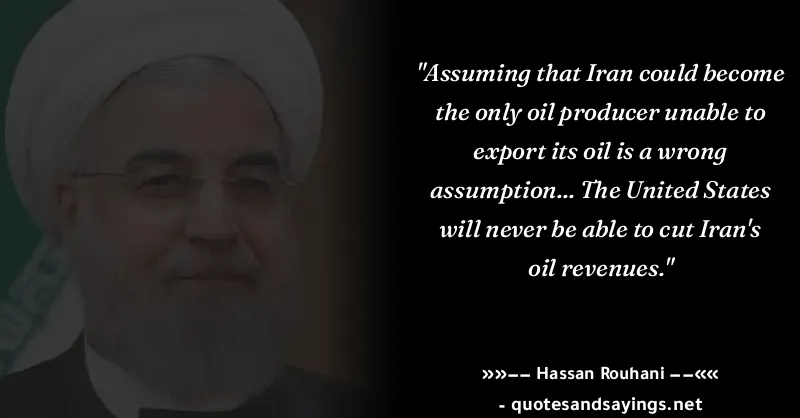 "Assuming that Iran could become
the only oil producer unable to
export its oil is a wrong
assumption... The United States
will never be able to cut Iran's
oil revenues."
»»–– Hassan Rouhani ––««
- quotesandsayings.net